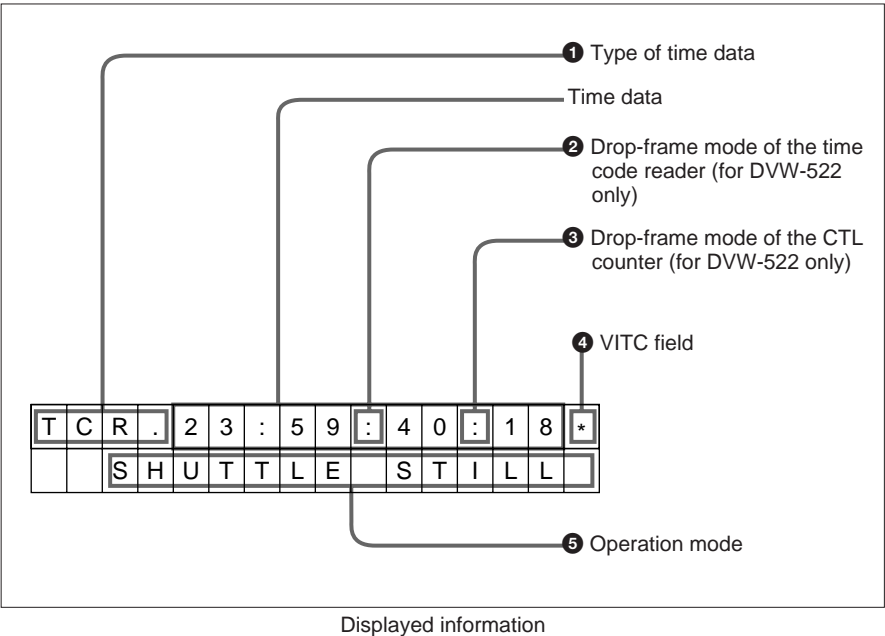 ❶ Type of time data
Time data
❷ Drop-frame mode of the time
code reader (for DVW-522
only)
❸ Drop-frame mode of the CTL
counter (for DVW-522 only)
❹ VITC field
T C R . 2 3 : 5 9 : 4 0 : 1 8 *
S H U T T L E S T I L L
❺ Operation mode
Displayed information